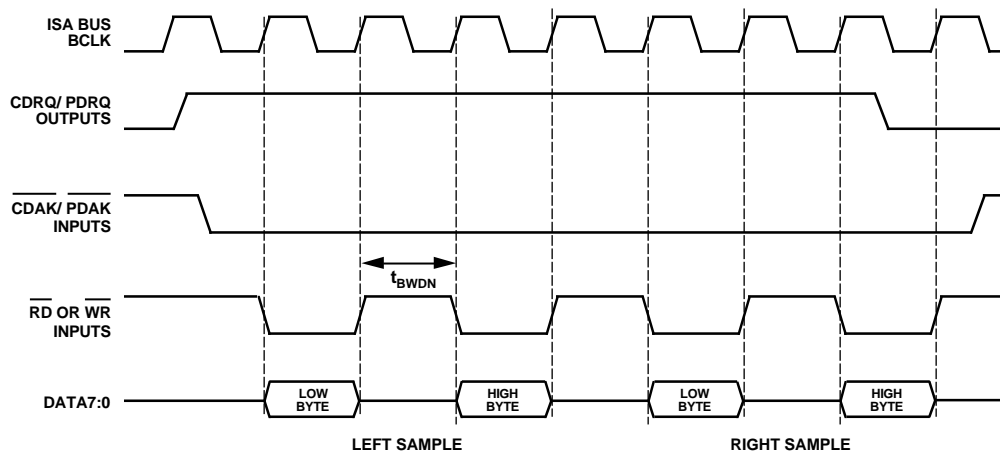 ISA BUS
BCLK
CDRQ/ PDRQ
OUTPUTS
CDAK/ PDAK
INPUTS
tBWDN
RD OR WR
INPUTS
DATA7:0
LOW
BYTE
HIGH
BYTE
LOW
BYTE
HIGH
BYTE
LEFT SAMPLE
RIGHT SAMPLE